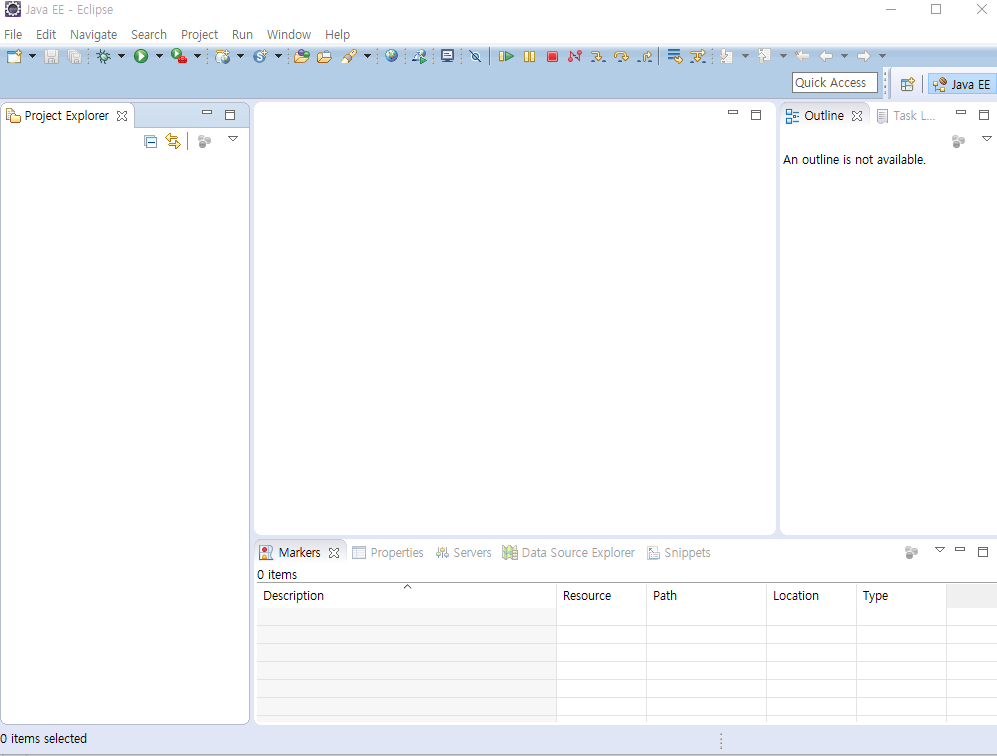 Java EE - Eclipse
File Edit Navigate Search Project Run Window Help
Quick Access
Java EE
Project Explorer
Outline
Task L...
An outline is not available.
Markers
Properties
Servers
Data Source Explorer
Snippets
0 items
Description Resource Path Location Type
0 items selected